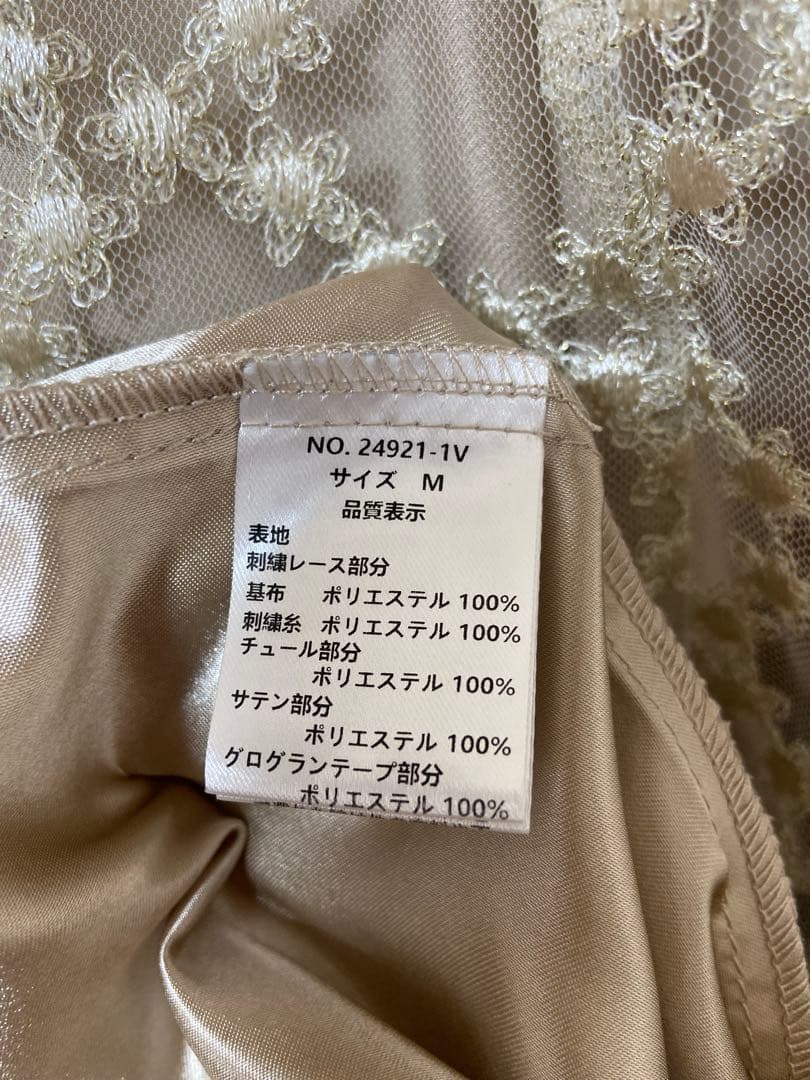 NO. 24921-1V
サイズ M
品質表示
表地
刺繍レース部分
基布 ポリエステル 100%
刺繍糸 ポリエステル 100%
チュール部分
ポリエステル 100%
サテン部分
ポリエステル 100%
グログランテープ部分
ポリエステル 100%